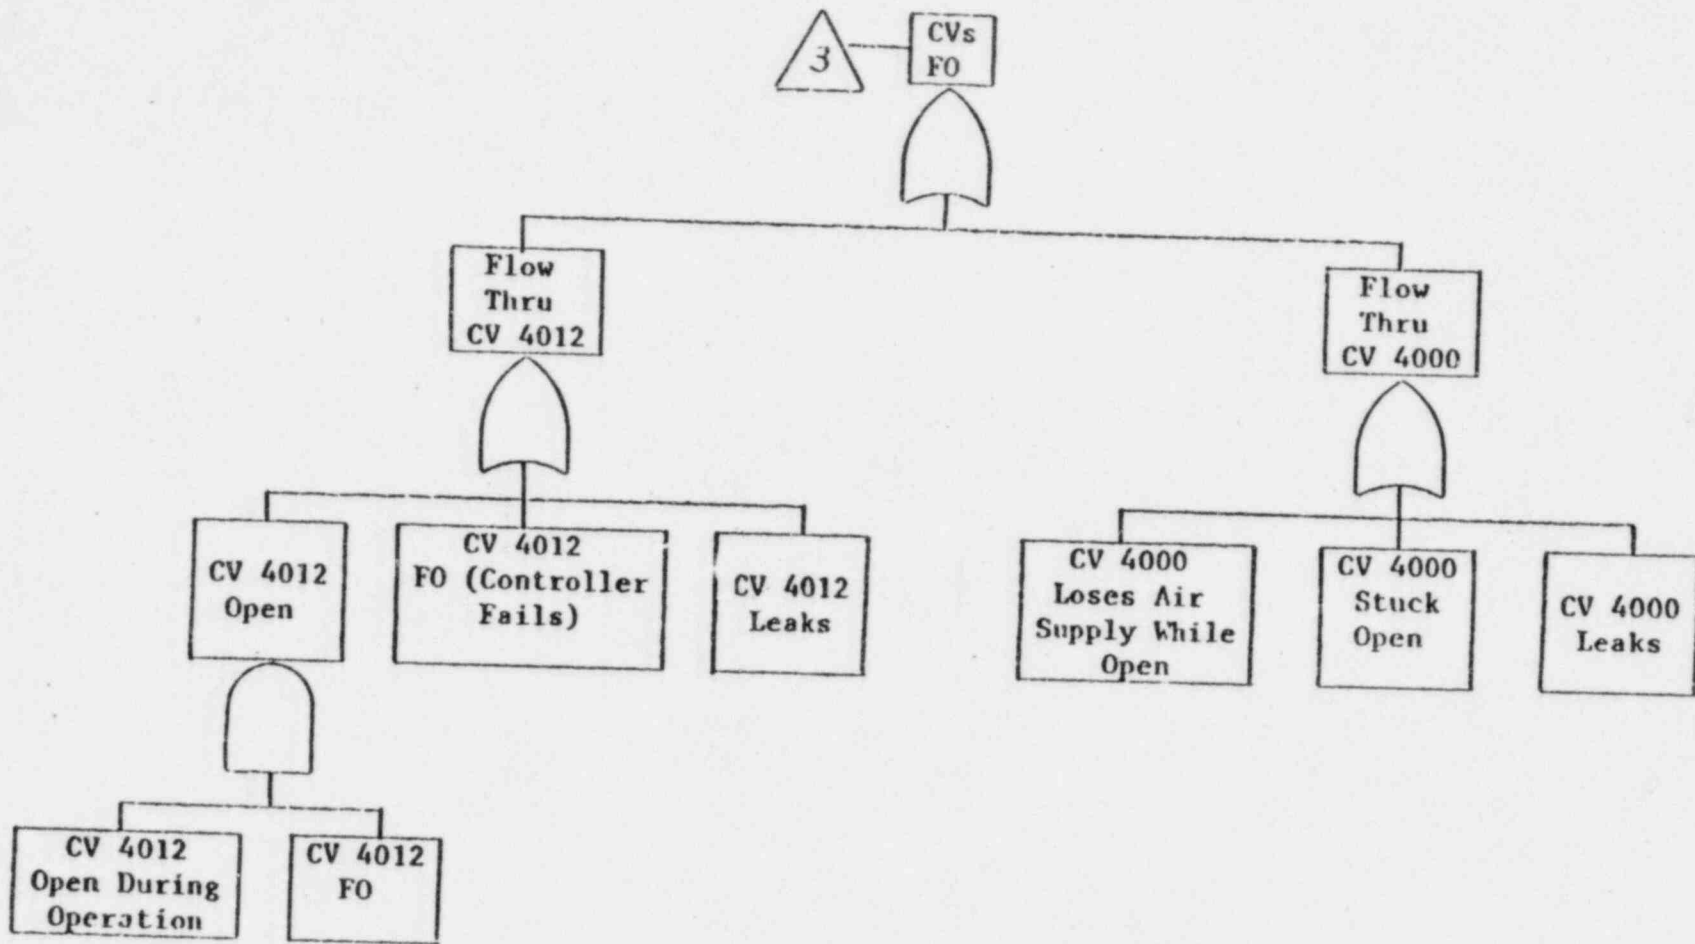 3
CVs
FO
Flow
Thru
CV 4012
Flow
Thru
CV 4000
CV 4012
Open
CV 4012
FO (Controller
Fails)
CV 4012
Leaks
CV 4000
Loses Air
Supply While
Open
CV 4000
Stuck
Open
CV 4000
Leaks
CV 4012
Open During
Operation
CV 4012
FO